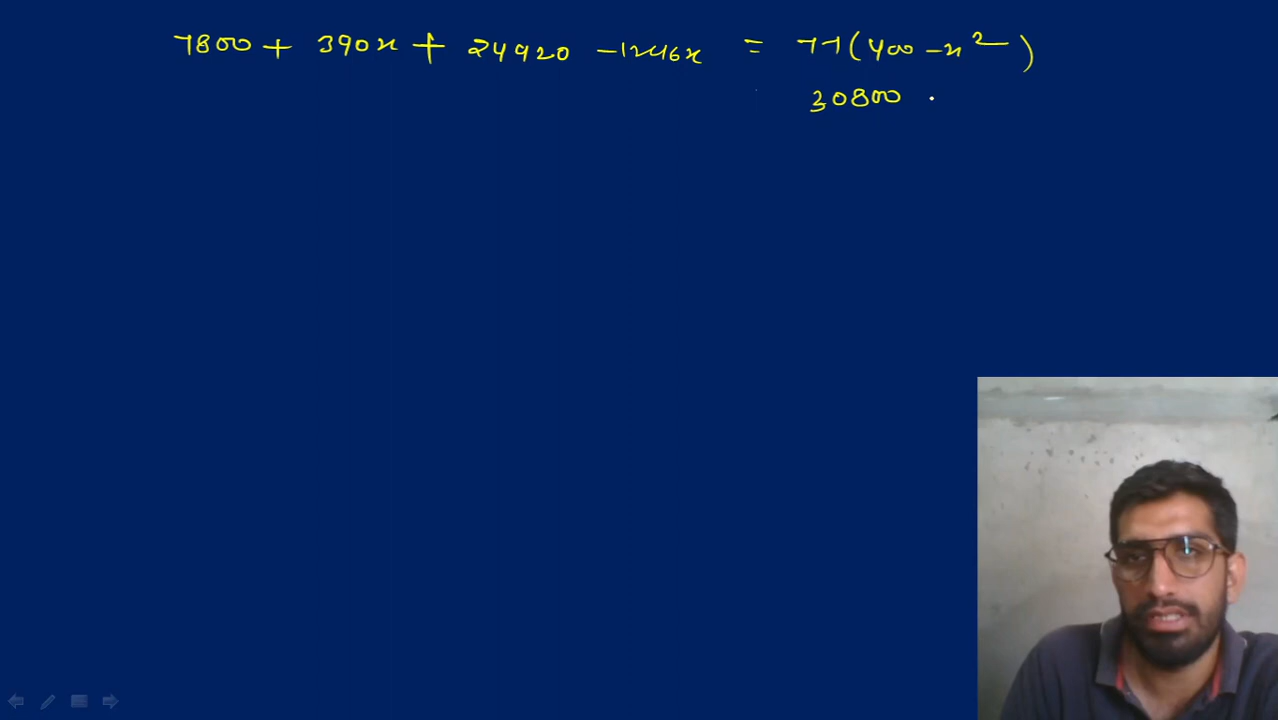 7800 + 390x + 24920 - 1246x = 77(400 - x²)
30800